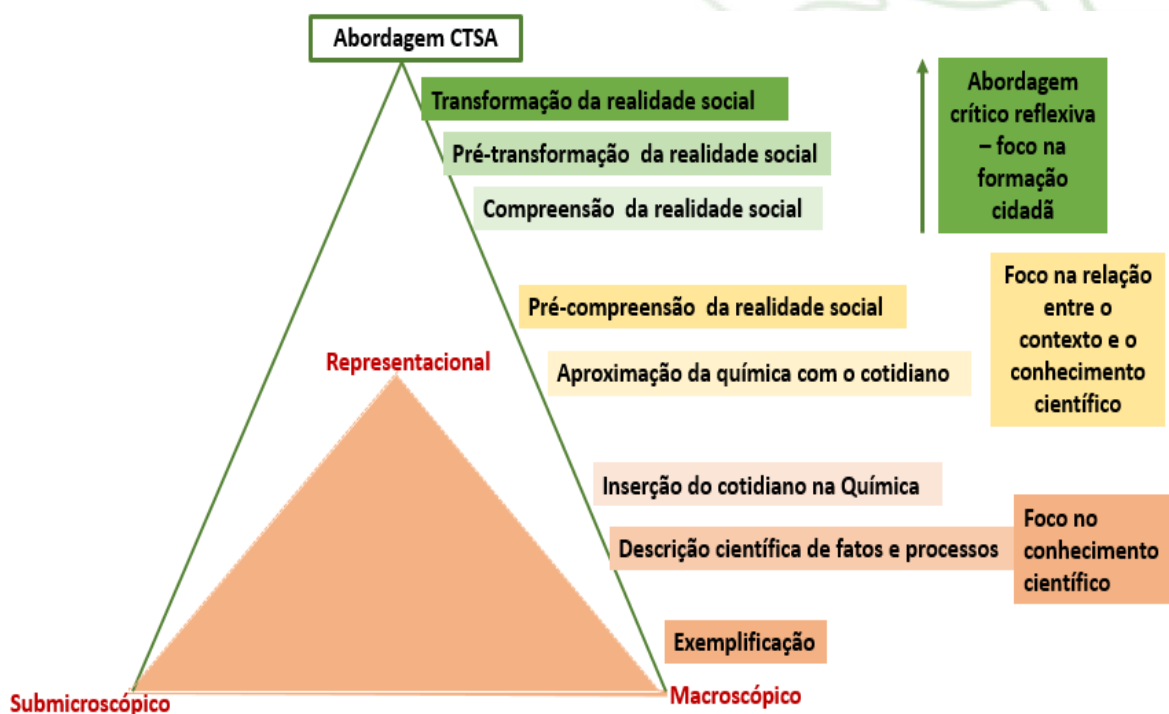 Abordagem CTSA
Transformação da realidade social
Pré-transformação da realidade social
Compreensão da realidade social
Abordagem
crítico reflexiva
– foco na
formação
cidadã
Pré-compreensão da realidade social
Aproximação da química com o cotidiano
Foco na relação
entre o
contexto e o
conhecimento
científico
Representacional
Inserção do cotidiano na Química
Descrição científica de fatos e processos
Foco no
conhecimento
científico
Exemplificação
Submicroscópico
Macroscópico